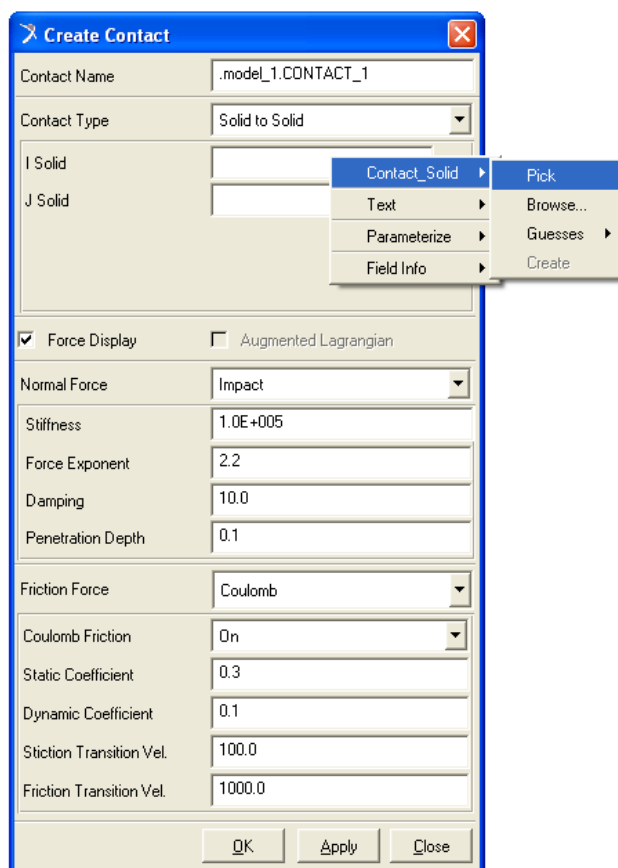 Create Contact
Contact Name .model_1.CONTACT_1
Contact Type Solid to Solid
I Solid
J Solid
Contact_Solid
Text
Parameterize
Field Info
Pick
Browse...
Guesses
Create
Force Display Augmented Lagrangian
Normal Force Impact
Stiffness 1.0E+005
Force Exponent 2.2
Damping 10.0
Penetration Depth 0.1
Friction Force Coulomb
Coulomb Friction On
Static Coefficient 0.3
Dynamic Coefficient 0.1
Stiction Transition Vel. 100.0
Friction Transition Vel. 1000.0
OK Apply Close